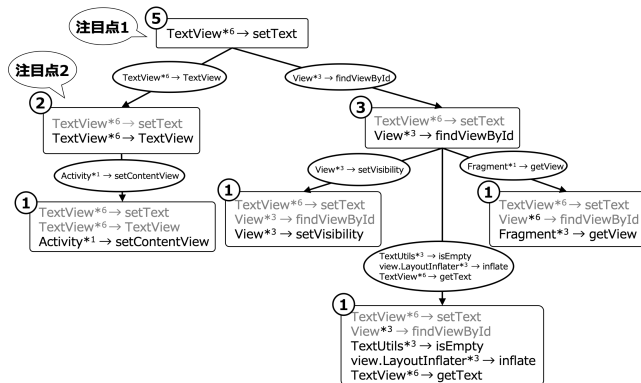 注目点1
5
TextView*6 → setText
注目点2
TextView*6 → TextView
View*3 → findViewById
2
TextView*6 → setText
TextView*6 → TextView
3
TextView*6 → setText
View*3 → findViewById
Activity*1 → setContentView
View*3 → setVisibility
Fragment*1 → getView
1
TextView*6 → setText
TextView*6 → TextView
Activity*1 → setContentView
1
TextView*6 → setText
View*3 → findViewById
View*3 → setVisibility
1
TextView*6 → setText
View*6 → findViewById
Fragment*3 → getView
TextUtils*3 → isEmpty
view.LayoutInflater*3 → inflate
TextView*6 → getText
1
TextView*6 → setText
View*3 → findViewById
TextUtils*3 → isEmpty
view.LayoutInflater*3 → inflate
TextView*6 → getText